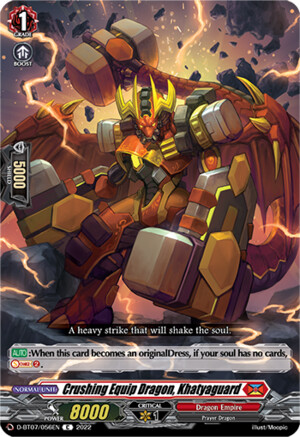 1
GRADE
BOOST
5000
SHIELD
A heavy strike that will shake the soul.
AUTO:When this card becomes an originalDress, if your soul has no cards,
NORMAL UNIT
Crushing Equip Dragon, Khatyaguard
POWER 8000
CRITICAL
1
Dragon Empire
Prayer Dragon
D-BT07/056EN C 2022
Illust/Moopic